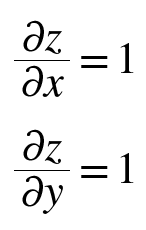 ∂z/∂x = 1
∂z/∂y = 1